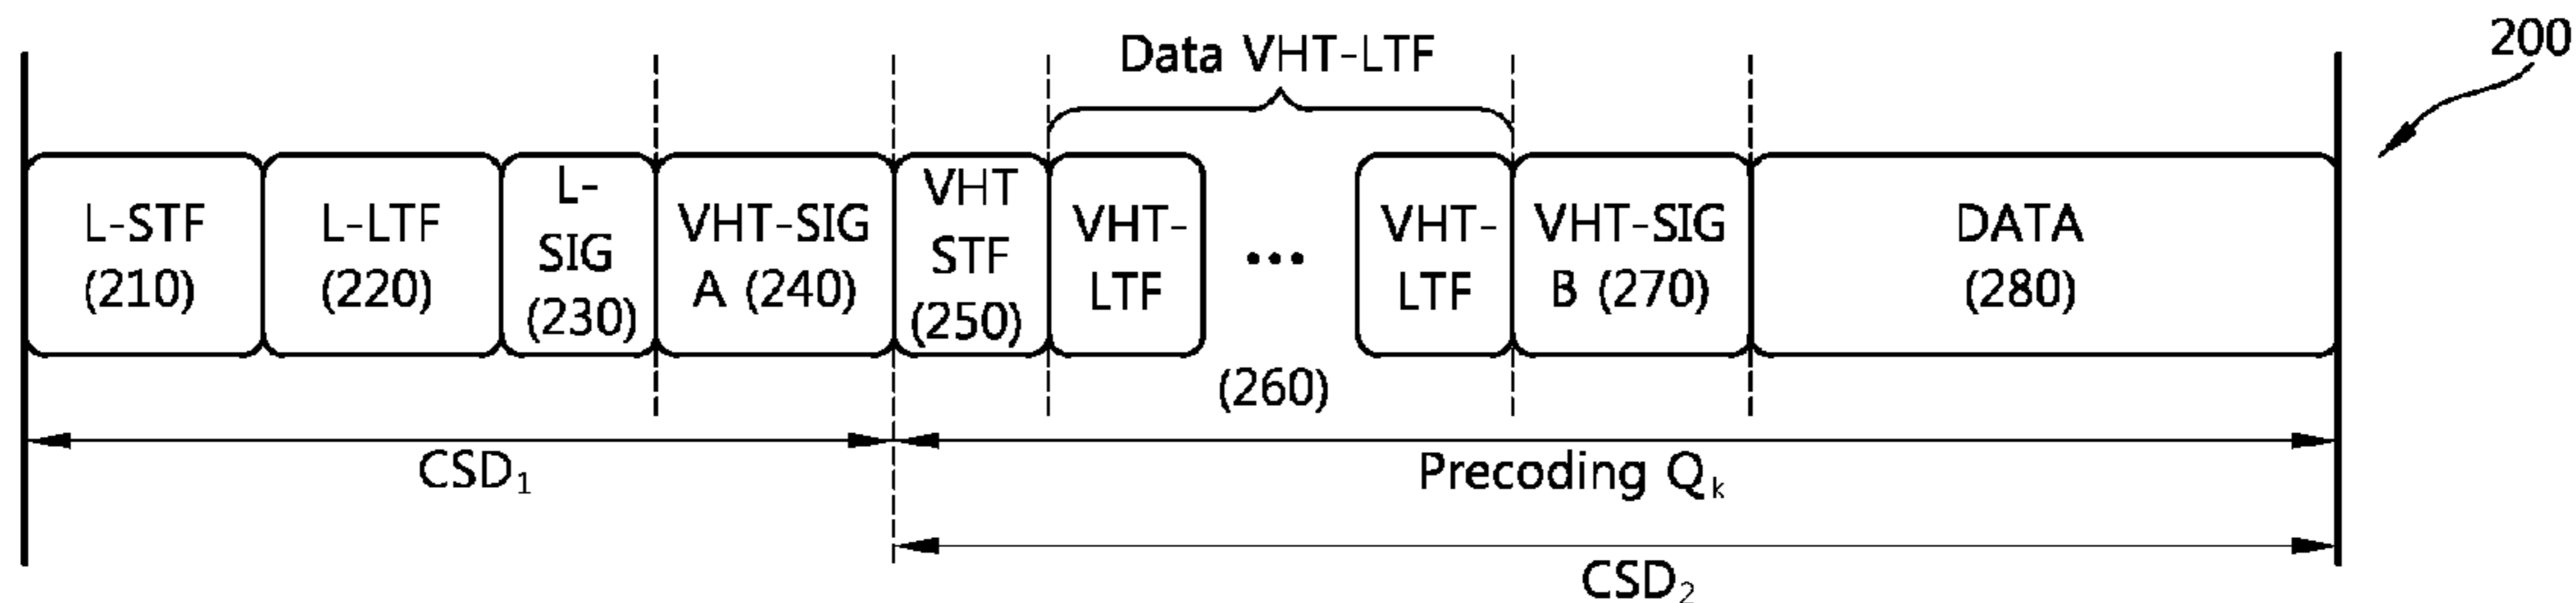 200
Data VHT-LTF
L-STF
(210)
L-LTF
(220)
L-
SIG
(230)
VHT-SIG
A (240)
VHT
STF
(250)
VHT-
LTF
...
(260)
VHT-
LTF
VHT-SIG
B (270)
DATA
(280)
CSD₁
Precoding Qₖ
CSD₂